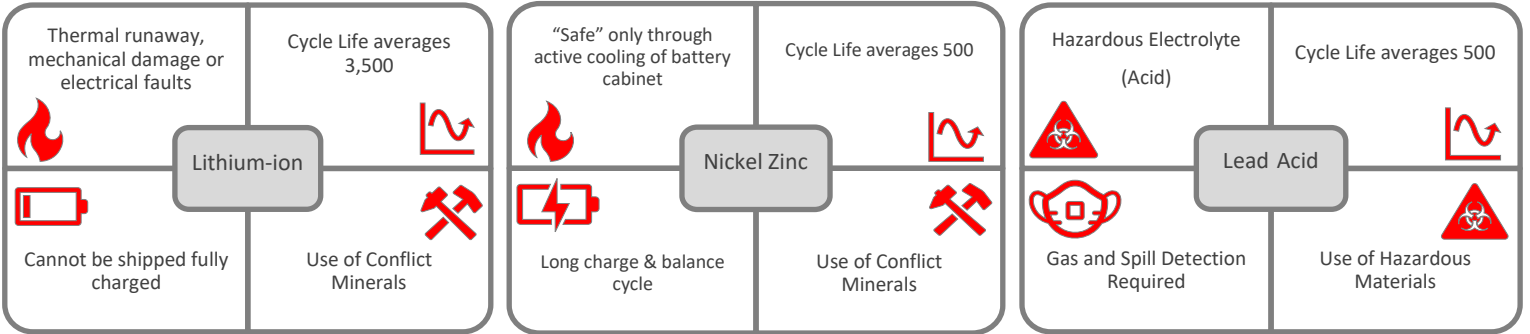 Thermal runaway,
mechanical damage or
electrical faults
Cycle Life averages
3,500
Lithium-ion
Cannot be shipped fully
charged
Use of Conflict
Minerals
“Safe” only through
active cooling of battery
cabinet
Cycle Life averages 500
Nickel Zinc
Long charge & balance
cycle
Use of Conflict
Minerals
Hazardous Electrolyte
(Acid)
Cycle Life averages 500
Lead Acid
Gas and Spill Detection
Required
Use of Hazardous
Materials